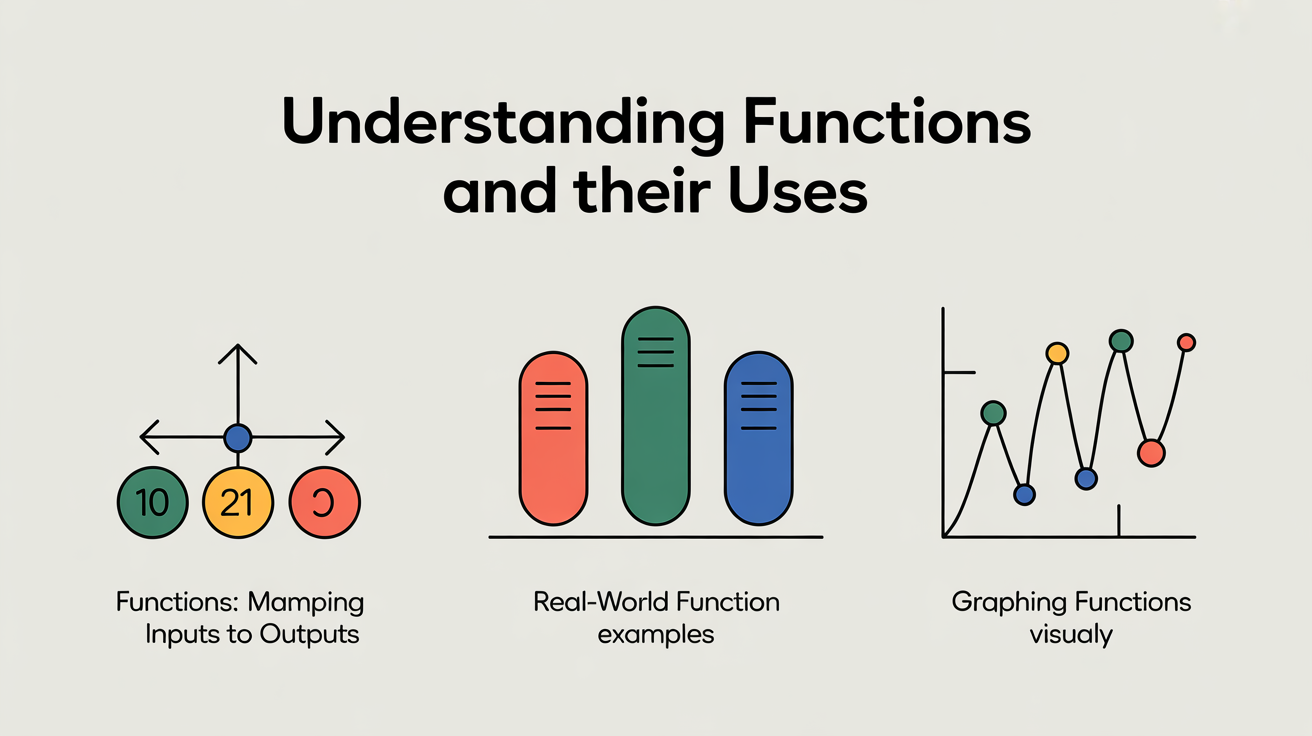 Understanding Functions
and their Uses
10 21
Functions: Mamping
Inputs to Outputs
Real-World Function
examples
Graphing Functions
visualy